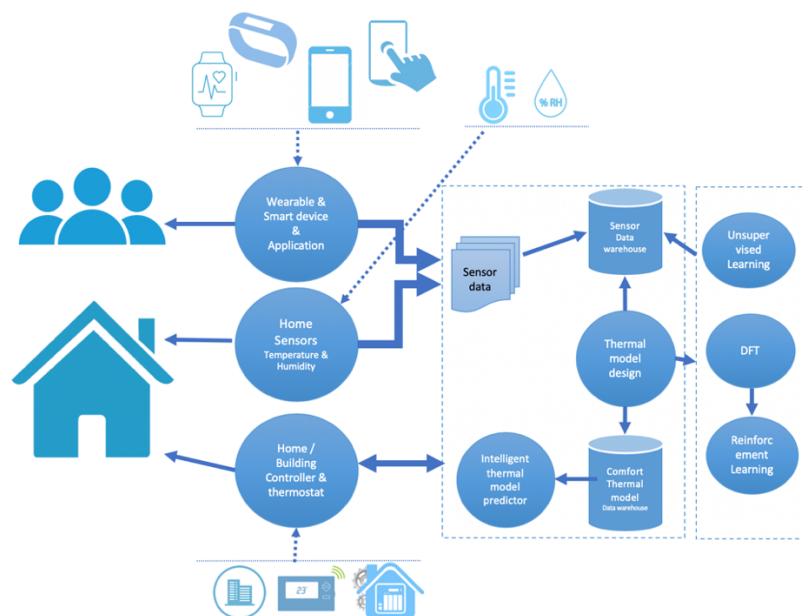 % RH
Wearable &
Smart device
&
Application
Sensor
Data
warehouse
Unsuper
vised
Learning
Sensor
data
Home
Sensors
Temperature &
Humidity
Thermal
model
design
DFT
Home /
Building
Controller &
thermostat
Intelligent
thermal
model
predictor
Comfort
Thermal
model
Data warehouse
Reinforc
ement
Learning
23°